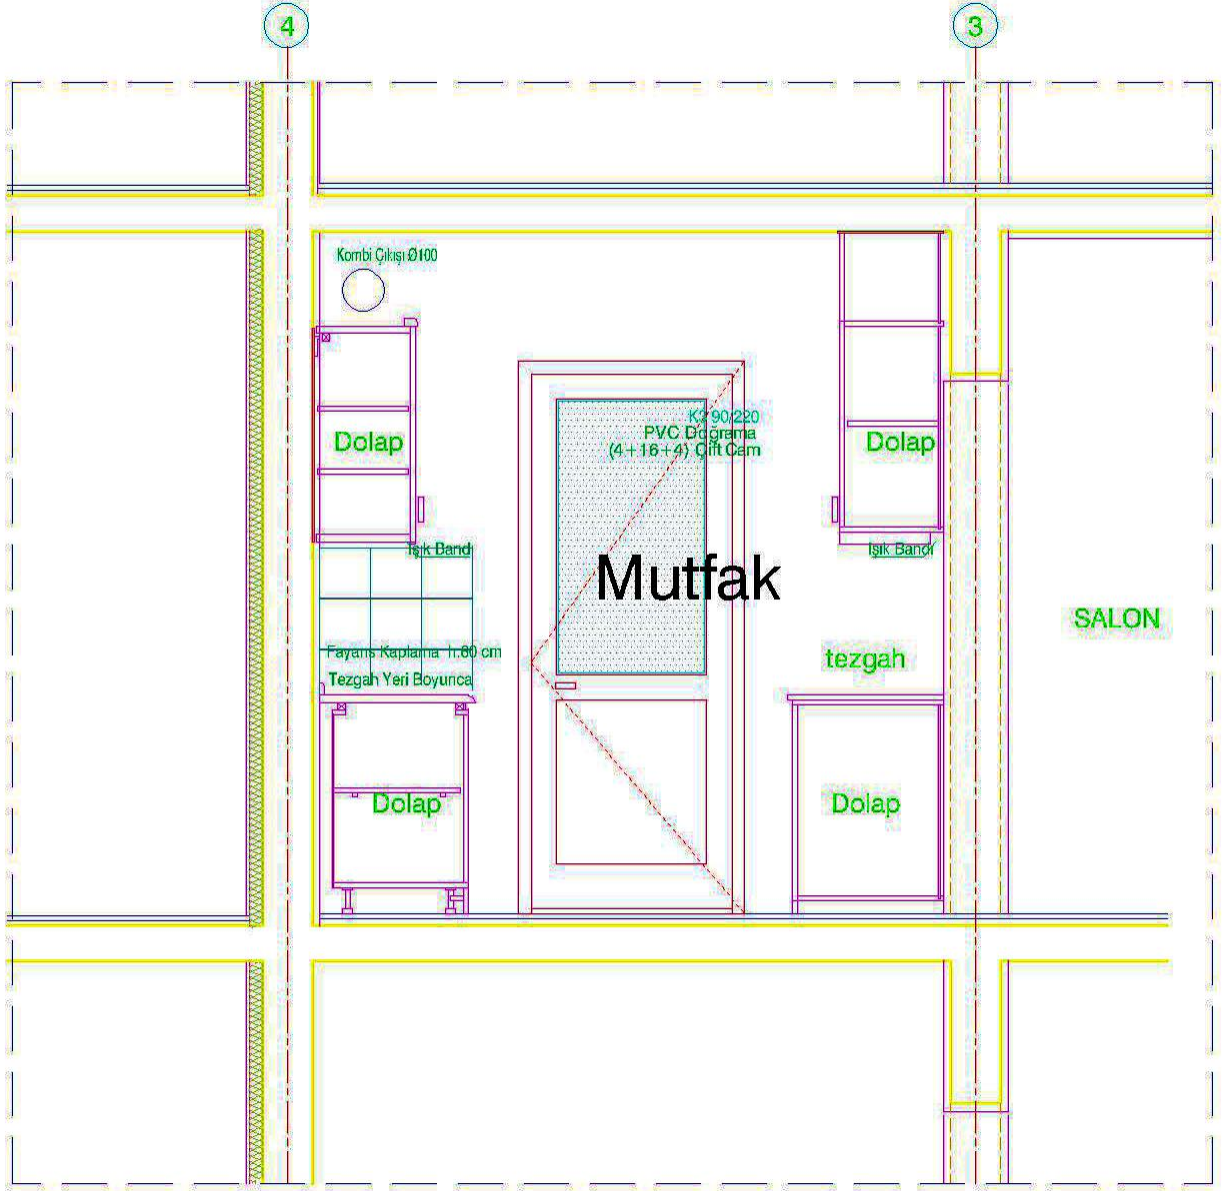 4
3
Kombi Çıkışı Ø100
K2 90/220
PVC Doğrama
(4+16+4) Çift Cam
Dolap
Dolap
Işık Bandı
Işık Bandı
Mutfak
SALON
Fayans Kaplama h:60 cm
Tezgah Yeri Boyunca
tezgah
Dolap
Dolap